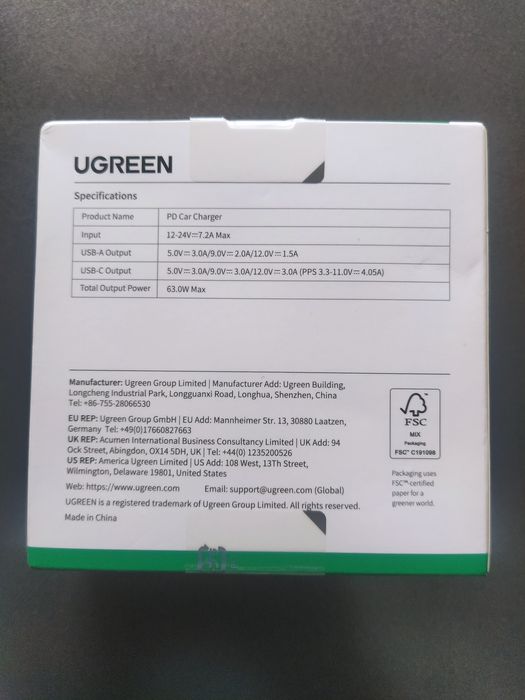 UGREEN
Specifications
Product Name PD Car Charger
Input 12-24V⎓7.2A Max
USB-A Output 5.0V⎓3.0A/9.0V⎓2.0A/12.0V⎓1.5A
USB-C Output 5.0V⎓3.0A/9.0V⎓3.0A/12.0V⎓3.0A (PPS 3.3-11.0V⎓4.05A)
Total Output Power 63.0W Max
Manufacturer: Ugreen Group Limited | Manufacturer Add: Ugreen Building,
Longcheng Industrial Park, Longguanxi Road, Longhua, Shenzhen, China
Tel: +86-755-28066530
EU REP: Ugreen Group GmbH | EU Add: Mannheimer Str. 13, 30880 Laatzen,
Germany Tel: +49(0)17660827663
UK REP: Acumen International Business Consultancy Limited | UK Add: 94
Ock Street, Abingdon, OX14 5DH, UK | Tel: +44(0) 1235200526
US REP: America Ugreen Limited | US Add: 108 West, 13Th Street,
Wilmington, Delaware 19801, United States
Web: https://www.ugreen.com Email: support@ugreen.com (Global)
UGREEN is a registered trademark of Ugreen Group Limited. All rights reserved.
Made in China
FSC
MIX
Packaging
FSC™ C191098
Packaging uses
FSC™-certified
paper for a
greener world.